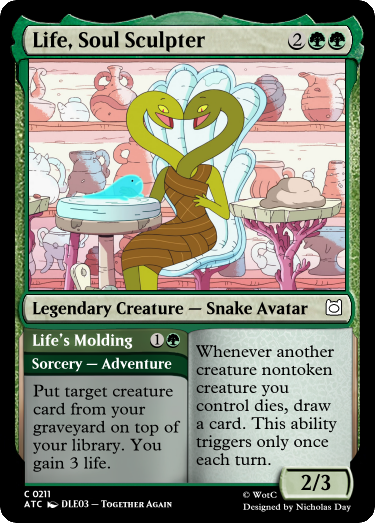 Life, Soul Sculpter 2
Legendary Creature — Snake Avatar
Life's Molding 1
Sorcery — Adventure
Put target creature
card from your
graveyard on top of
your library. You
gain 3 life.
Whenever another
creature nontoken
creature you
control dies, draw
a card. This ability
triggers only once
each turn.
2/3
C 0211
ATC DLE03 – Together Again
© WotC
Designed by Nicholas Day